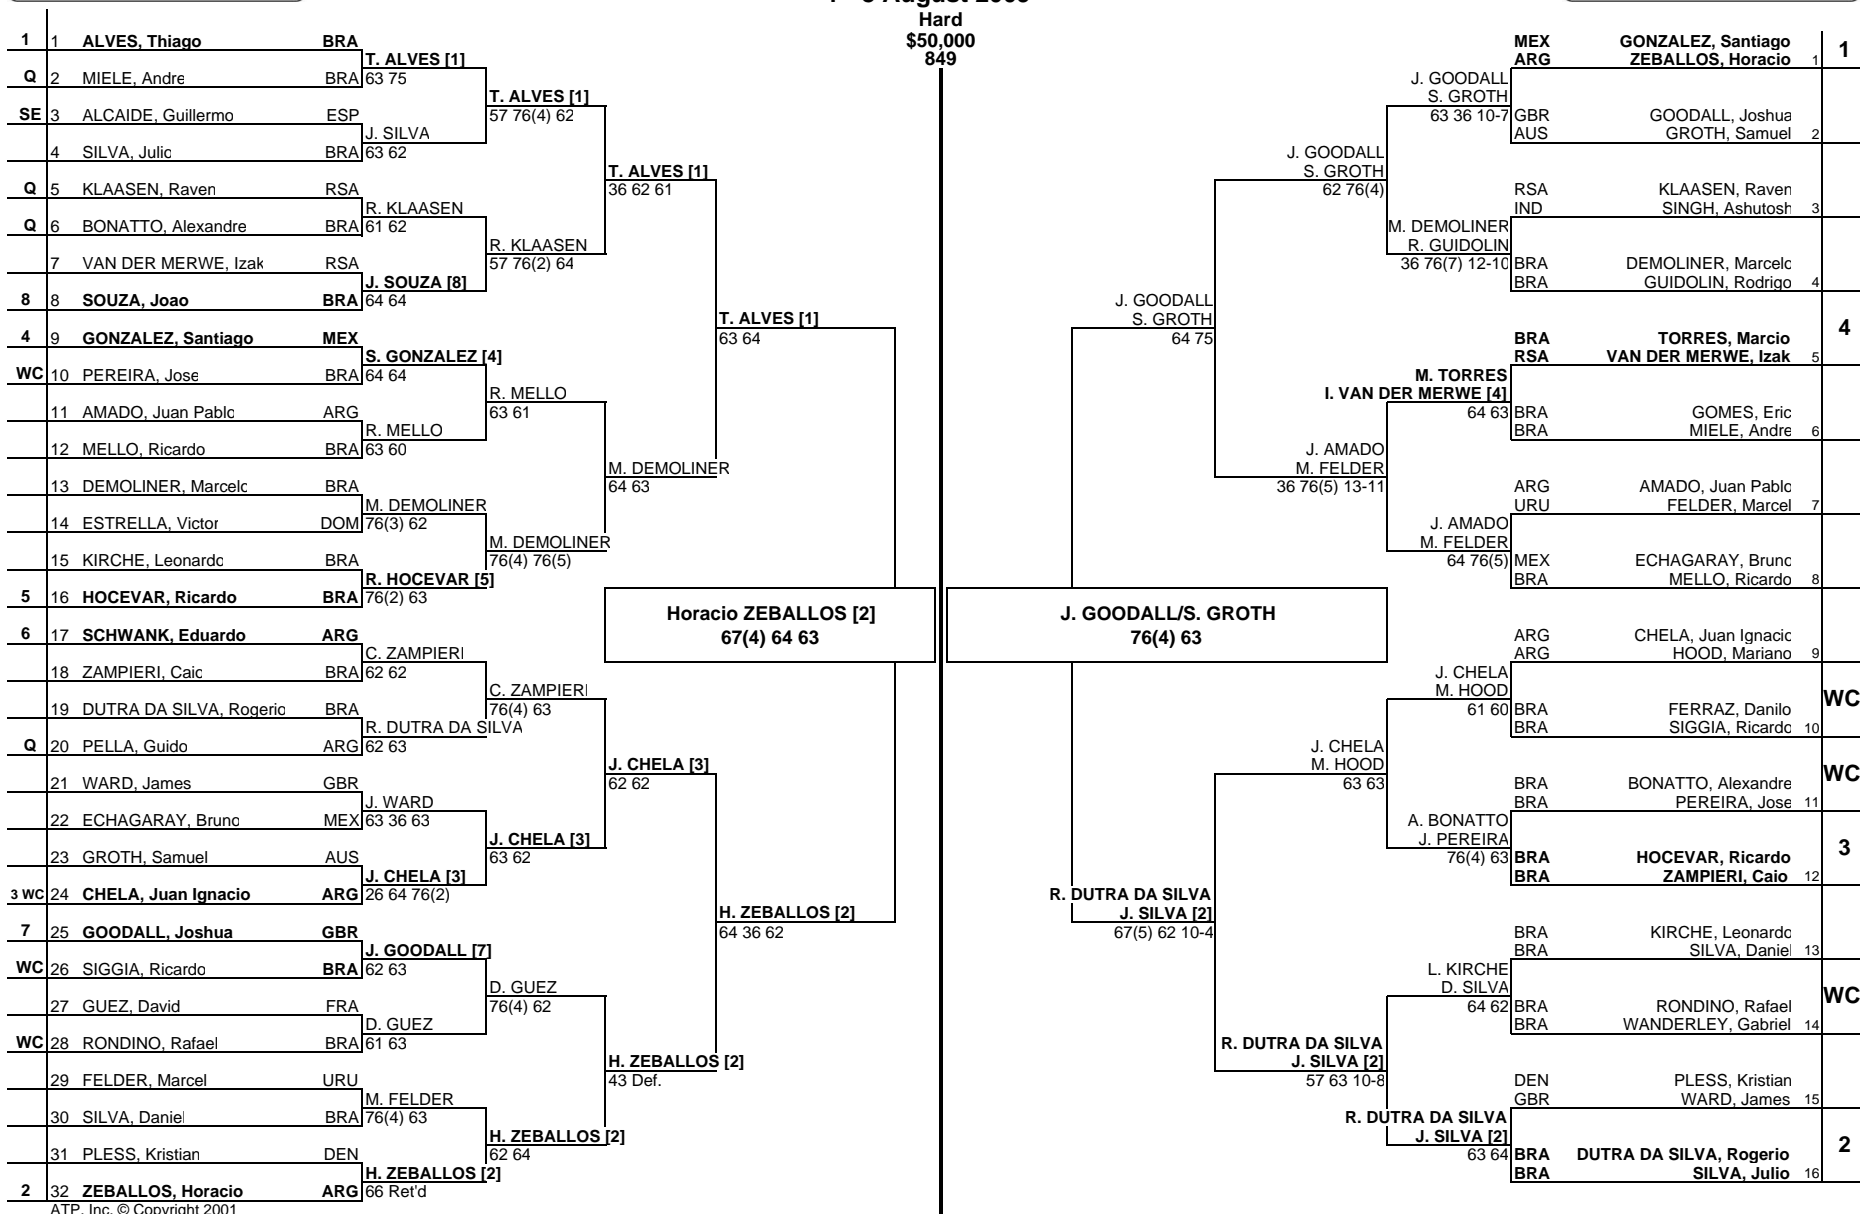 Hard
$50,000
849
1 1 ALVES, Thiago BRA
T. ALVES [1]
Q 2 MIELE, Andre BRA 63 75
T. ALVES [1]
SE 3 ALCAIDE, Guillermo ESP 57 76(4) 62
J. SILVA
4 SILVA, Julio BRA 63 62
T. ALVES [1]
Q 5 KLAASEN, Raven RSA 36 62 61
R. KLAASEN
Q 6 BONATTO, Alexandre BRA 61 62
R. KLAASEN
7 VAN DER MERWE, Izak RSA 57 76(2) 64
J. SOUZA [8]
8 8 SOUZA, Joao BRA 64 64
T. ALVES [1]
4 9 GONZALEZ, Santiago MEX 63 64
S. GONZALEZ [4]
WC 10 PEREIRA, Jose BRA 64 64
R. MELLO
11 AMADO, Juan Pablo ARG 63 61
R. MELLO
12 MELLO, Ricardo BRA 63 60
M. DEMOLINER
13 DEMOLINER, Marcelo BRA 64 63
M. DEMOLINER
14 ESTRELLA, Victor DOM 76(3) 62
M. DEMOLINER
15 KIRCHE, Leonardo BRA 76(4) 76(5)
R. HOCEVAR [5]
5 16 HOCEVAR, Ricardo BRA 76(2) 63
Horacio ZEBALLOS [2]
67(4) 64 63
6 17 SCHWANK, Eduardo ARG
C. ZAMPIERI
18 ZAMPIERI, Caio BRA 62 62
C. ZAMPIERI
19 DUTRA DA SILVA, Rogerio BRA 76(4) 63
R. DUTRA DA SILVA
Q 20 PELLA, Guido ARG 62 63
J. CHELA [3]
21 WARD, James GBR 62 62
J. WARD
22 ECHAGARAY, Bruno MEX 63 36 63
J. CHELA [3]
23 GROTH, Samuel AUS 63 62
J. CHELA [3]
3 WC 24 CHELA, Juan Ignacio ARG 26 64 76(2)
H. ZEBALLOS [2]
7 25 GOODALL, Joshua GBR 64 36 62
J. GOODALL [7]
WC 26 SIGGIA, Ricardo BRA 62 63
D. GUEZ
27 GUEZ, David FRA 76(4) 62
D. GUEZ
WC 28 RONDINO, Rafael BRA 61 63
H. ZEBALLOS [2]
29 FELDER, Marcel URU 43 Def.
M. FELDER
30 SILVA, Daniel BRA 76(4) 63
H. ZEBALLOS [2]
31 PLESS, Kristian DEN 62 64
H. ZEBALLOS [2]
2 32 ZEBALLOS, Horacio ARG 66 Ret'd
ATP, Inc. © Copyright 2001
MEX GONZALEZ, Santiago
ARG ZEBALLOS, Horacio 1 1
J. GOODALL
S. GROTH
63 36 10-7 GBR GOODALL, Joshua
AUS GROTH, Samuel 2
J. GOODALL
S. GROTH
62 76(4)
RSA KLAASEN, Raven
IND SINGH, Ashutosh 3
M. DEMOLINER
R. GUIDOLIN
36 76(7) 12-10 BRA DEMOLINER, Marcelo
BRA GUIDOLIN, Rodrigo 4
J. GOODALL
S. GROTH
64 75
BRA TORRES, Marcio 4
RSA VAN DER MERWE, Izak 5
M. TORRES
I. VAN DER MERWE [4]
64 63 BRA GOMES, Eric
BRA MIELE, Andre 6
J. AMADO
M. FELDER
36 76(5) 13-11
ARG AMADO, Juan Pablo
URU FELDER, Marcel 7
J. AMADO
M. FELDER
64 76(5) MEX ECHAGARAY, Bruno
BRA MELLO, Ricardo 8
J. GOODALL/S. GROTH
76(4) 63
ARG CHELA, Juan Ignacio
ARG HOOD, Mariano 9
J. CHELA
M. HOOD WC
61 60 BRA FERRAZ, Danilo
BRA SIGGIA, Ricardo 10
J. CHELA
M. HOOD WC
63 63
BRA BONATTO, Alexandre
BRA PEREIRA, Jose 11
A. BONATTO
J. PEREIRA 3
76(4) 63 BRA HOCEVAR, Ricardo
BRA ZAMPIERI, Caio 12
R. DUTRA DA SILVA
J. SILVA [2]
67(5) 62 10-4
BRA KIRCHE, Leonardo
BRA SILVA, Daniel 13
L. KIRCHE
D. SILVA WC
64 62 BRA RONDINO, Rafael
BRA WANDERLEY, Gabriel 14
R. DUTRA DA SILVA
J. SILVA [2]
57 63 10-8
DEN PLESS, Kristian
GBR WARD, James 15
R. DUTRA DA SILVA
J. SILVA [2] 2
63 64 BRA DUTRA DA SILVA, Rogerio
BRA SILVA, Julio 16